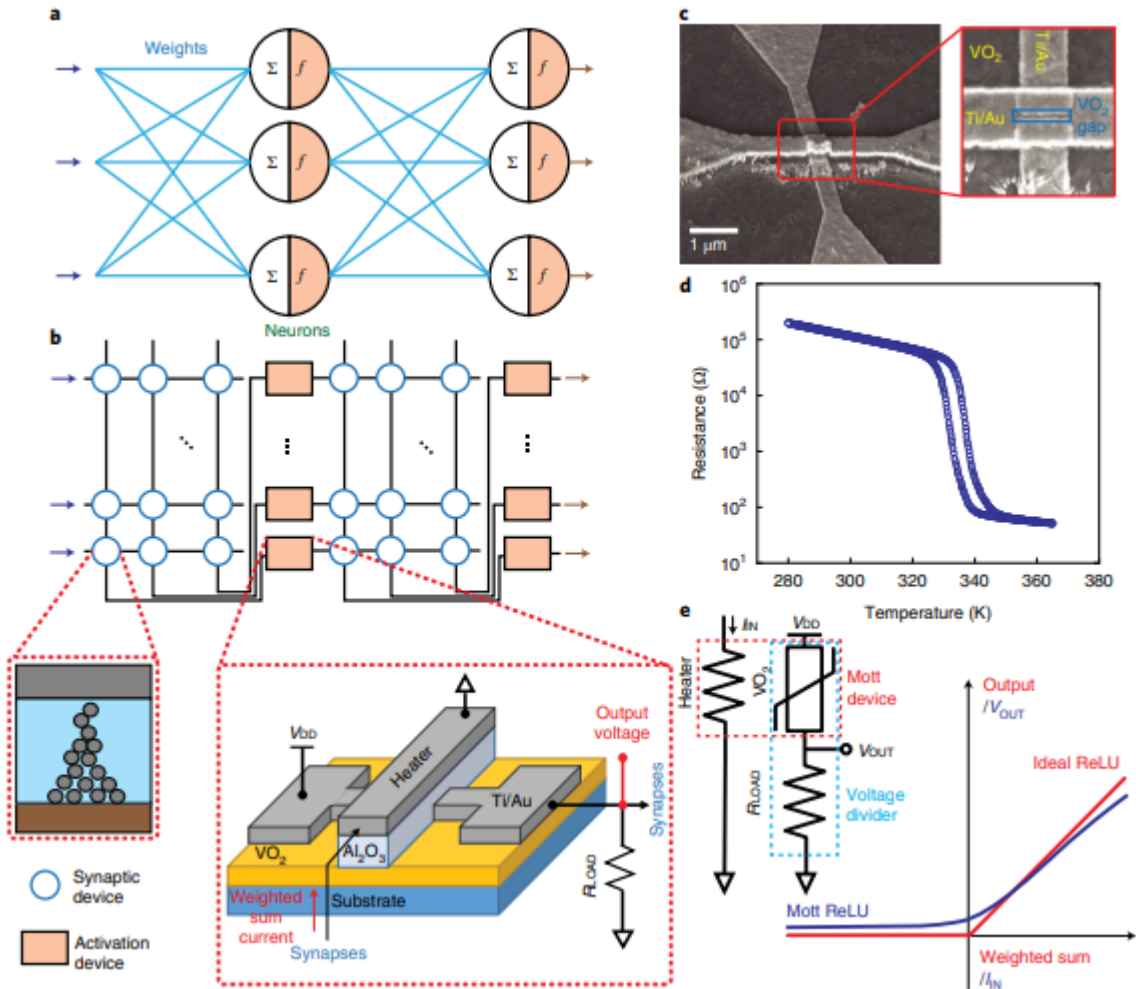 a
Weights
Σ f
Σ f
Σ f
Σ f
Σ f
Σ f
Neurons
b
Synaptic
device
Activation
device
VDD
Heater
Ti/Au
VO2
Al2O3
Substrate
Weighted
sum
current
Synapses
Output
voltage
Synapses
RLOAD
c
1 μm
VO2
Ti/Au
Ti/Au
VO2
gap
d
Resistance (Ω)
10^6
10^5
10^4
10^3
10^2
10^1
280
300
320
340
360
380
Temperature (K)
e
IIN
Heater
VDD
VO2
Mott
device
VOUT
RLOAD
Voltage
divider
Output
/VOUT
Ideal ReLU
Mott ReLU
Weighted sum
/IIN